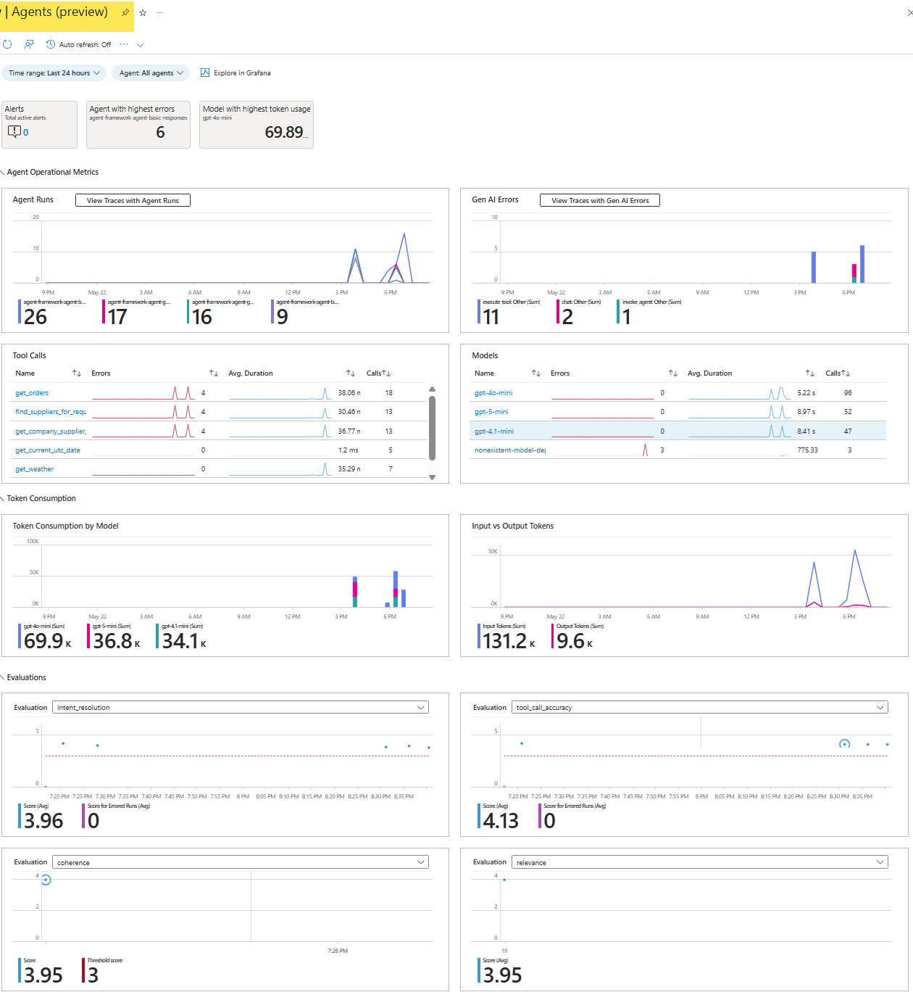 | Agents (preview)
Auto refresh: Off
Time range: Last 24 hours
Agent: All agents
Explore in Grafana
Alerts
Total active alerts
0
Agent with highest errors
agent-framework-agent-basic-responses
6
Model with highest token usage
gpt-4o-mini
69.89...
Agent Operational Metrics
Agent Runs
View Traces with Agent Runs
20
10
0
9 PM May 22 3 AM 6 AM 9 AM 12 PM 3 PM 6 PM
agent-framework-agent-b... agent-framework-agent-g... agent-framework-agent-g... agent-framework-agent-b...
26 17 16 9
Gen AI Errors
View Traces with Gen AI Errors
10
5
0
9 PM May 22 3 AM 6 AM 9 AM 12 PM 3 PM 6 PM
execute_tool: Other (Sum) chat: Other (Sum) invoke agent: Other (Sum)
11 2 1
Tool Calls
Name Errors Avg. Duration Calls
get_orders 4 38.06 n 18
find_suppliers_for_requ 4 30.46 n 13
get_company_supplier_ 4 36.77 n 13
get_current_utc_date 0 1.2 ms 5
get_weather 0 35.29 n 7
Models
Name Errors Avg. Duration Calls
gpt-4o-mini 0 5.22 s 96
gpt-5-mini 0 8.97 s 52
gpt-4.1-mini 0 8.41 s 47
nonexistent-model-dep 3 775.33 3
Token Consumption
Token Consumption by Model
100K
50K
0K
9 PM May 22 3 AM 6 AM 9 AM 12 PM 3 PM 6 PM
gpt-4o-mini (Sum) gpt-5-mini (Sum) gpt-4.1-mini (Sum)
69.9 K 36.8 K 34.1 K
Input vs Output Tokens
50K
0K
9 PM May 22 3 AM 6 AM 9 AM 12 PM 3 PM 6 PM
Input Tokens (Sum) Output Tokens (Sum)
131.2 K 9.6 K
Evaluations
Evaluation intent_resolution
5
0
7:20 PM 7:25 PM 7:30 PM 7:35 PM 7:40 PM 7:45 PM 7:50 PM 7:55 PM 8 PM 8:05 PM 8:10 PM 8:15 PM 8:20 PM 8:25 PM 8:30 PM 8:35 PM
Score (Avg) Score for Errored Runs (Avg)
3.96 0
Evaluation tool_call_accuracy
5
0
7:20 PM 7:25 PM 7:30 PM 7:35 PM 7:40 PM 7:45 PM 7:50 PM 7:55 PM 8 PM 8:05 PM 8:10 PM 8:15 PM 8:20 PM 8:25 PM 8:30 PM 8:35 PM
Score (Avg) Score for Errored Runs (Avg)
4.13 0
Evaluation coherence
4
2
0
7:28 PM
Score Threshold score
3.95 3
Evaluation relevance
4
2
0
19
Score (Avg)
3.95